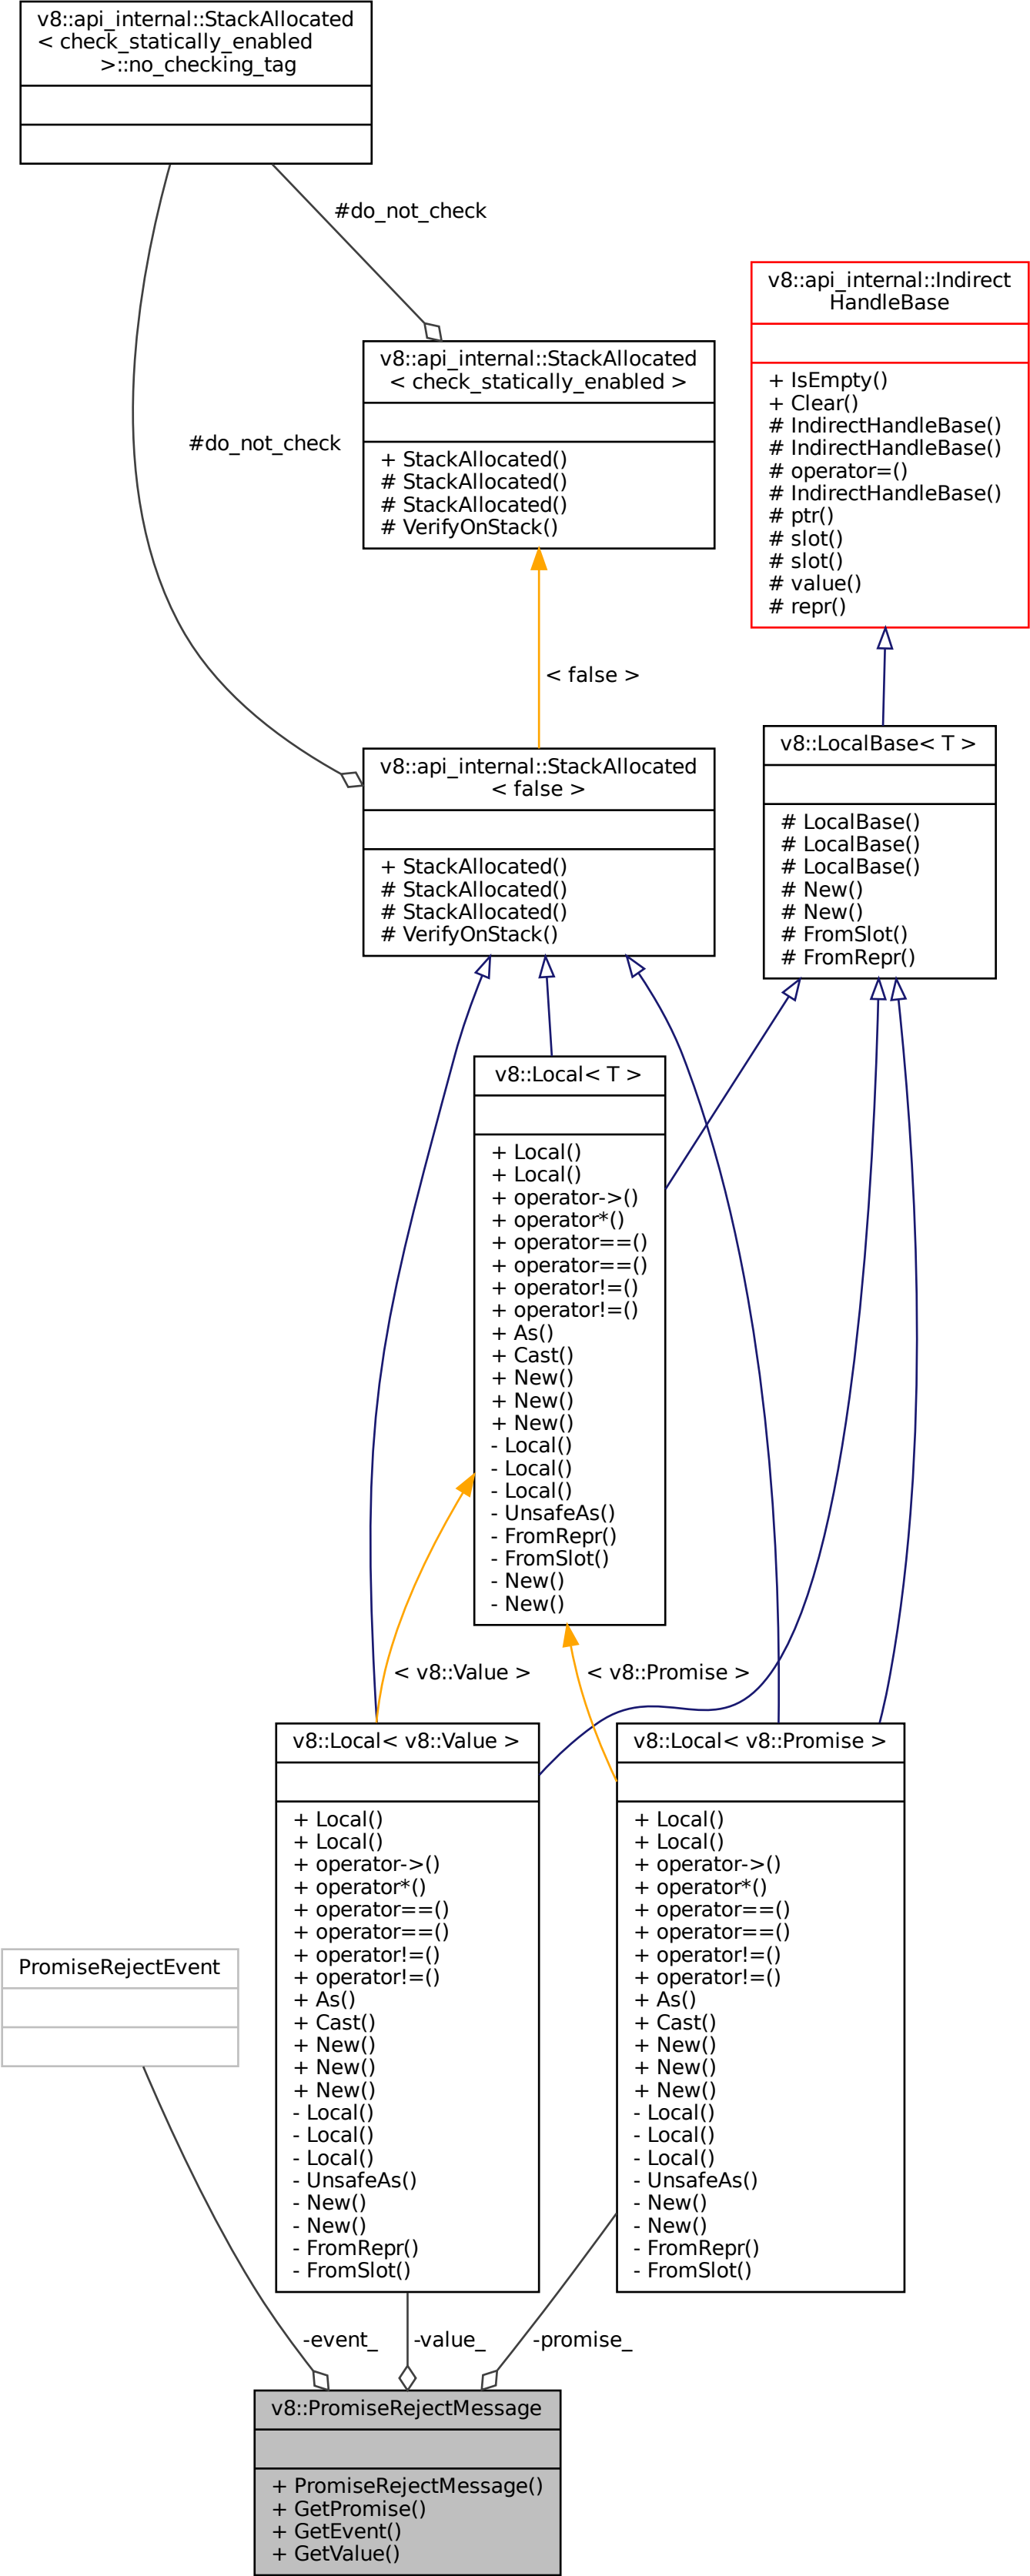 v8::api_internal::StackAllocated
< check_statically_enabled
>::no_checking_tag
#do_not_check
v8::api_internal::Indirect
HandleBase
+ IsEmpty()
+ Clear()
# IndirectHandleBase()
# IndirectHandleBase()
# operator=()
# IndirectHandleBase()
# ptr()
# slot()
# slot()
# value()
# repr()
v8::api_internal::StackAllocated
< check_statically_enabled >
+ StackAllocated()
# StackAllocated()
# StackAllocated()
# VerifyOnStack()
#do_not_check
< false >
v8::api_internal::StackAllocated
< false >
+ StackAllocated()
# StackAllocated()
# StackAllocated()
# VerifyOnStack()
v8::LocalBase< T >
# LocalBase()
# LocalBase()
# LocalBase()
# New()
# New()
# FromSlot()
# FromRepr()
v8::Local< T >
+ Local()
+ Local()
+ operator->()
+ operator*()
+ operator==()
+ operator==()
+ operator!=()
+ operator!=()
+ As()
+ Cast()
+ New()
+ New()
+ New()
- Local()
- Local()
- Local()
- UnsafeAs()
- FromRepr()
- FromSlot()
- New()
- New()
< v8::Value >
< v8::Promise >
v8::Local< v8::Value >
+ Local()
+ Local()
+ operator->()
+ operator*()
+ operator==()
+ operator==()
+ operator!=()
+ operator!=()
+ As()
+ Cast()
+ New()
+ New()
+ New()
- Local()
- Local()
- Local()
- UnsafeAs()
- New()
- New()
- FromRepr()
- FromSlot()
v8::Local< v8::Promise >
+ Local()
+ Local()
+ operator->()
+ operator*()
+ operator==()
+ operator==()
+ operator!=()
+ operator!=()
+ As()
+ Cast()
+ New()
+ New()
+ New()
- Local()
- Local()
- Local()
- UnsafeAs()
- New()
- New()
- FromRepr()
- FromSlot()
PromiseRejectEvent
-event_
-value_
-promise_
v8::PromiseRejectMessage
+ PromiseRejectMessage()
+ GetPromise()
+ GetEvent()
+ GetValue()